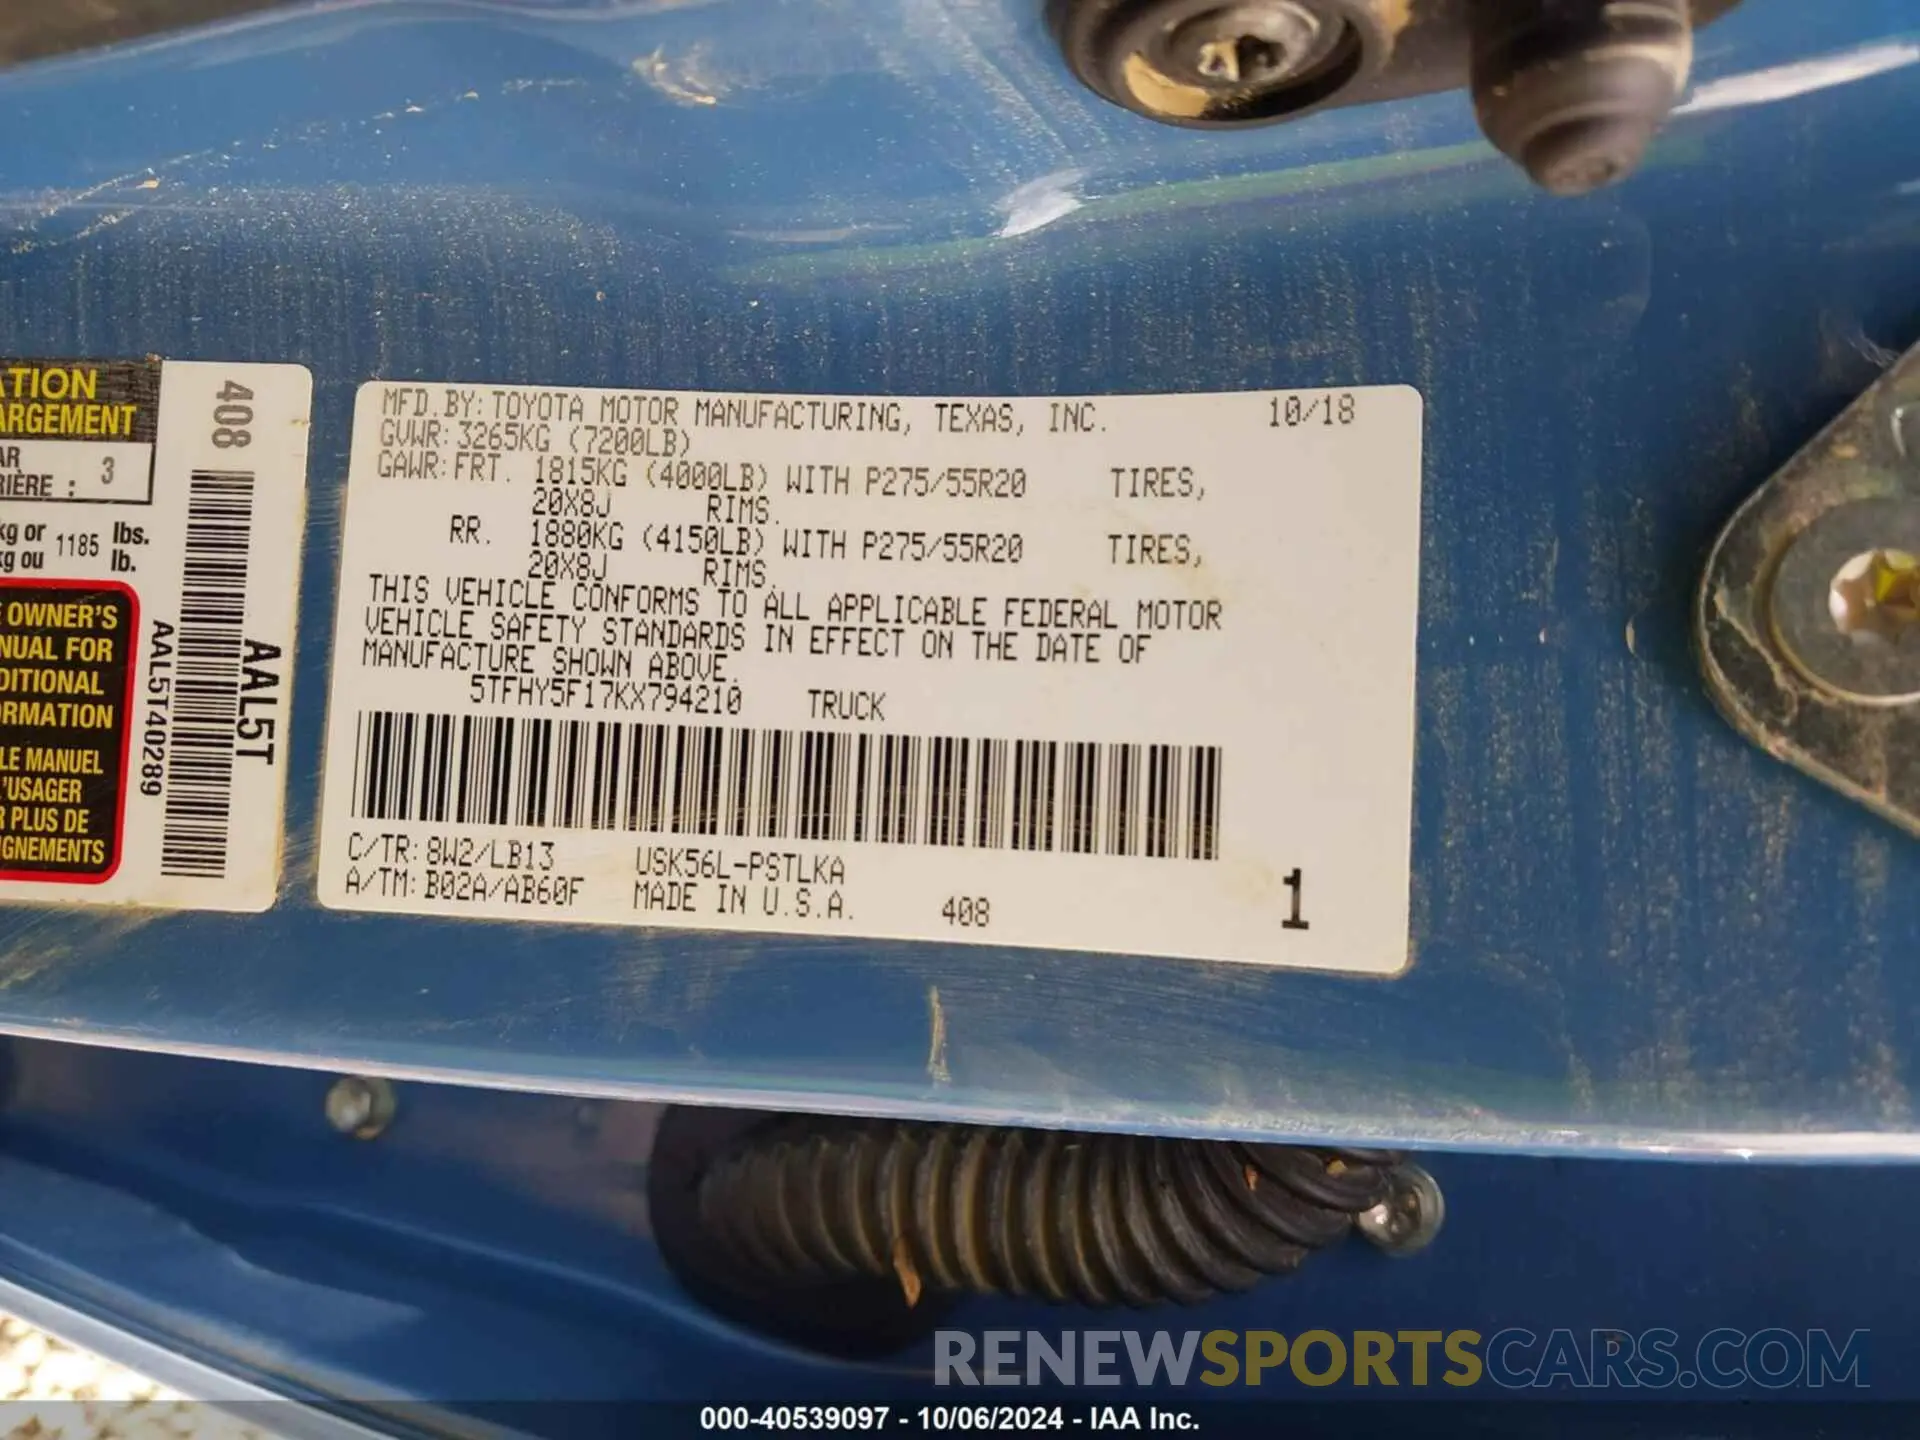 MFD.BY: TOYOTA MOTOR MANUFACTURING, TEXAS, INC. 10/18
GVWR: 3265KG (7200LB)
GAWR: FRT. 1815KG (4000LB) WITH P275/55R20 TIRES,
20X8J RIMS.
RR. 1880KG (4150LB) WITH P275/55R20 TIRES,
20X8J RIMS.
THIS VEHICLE CONFORMS TO ALL APPLICABLE FEDERAL MOTOR
VEHICLE SAFETY STANDARDS IN EFFECT ON THE DATE OF
MANUFACTURE SHOWN ABOVE.
5TFHY5F17KX794210 TRUCK
C/TR: 8W2/LB13 USK56L-PSTLKA
A/TM: B02A/AB60F MADE IN U.S.A. 408 1
ATION
ARGEMENT
AR
RIÈRE : 3
kg or 1185 lbs.
kg ou lb.
E OWNER'S
NUAL FOR
DITIONAL
ORMATION
LE MANUEL
L'USAGER
R PLUS DE
IGNEMENTS
408
AAL5T
AAL5T40289
RENEWSPORTSCARS.COM
000-40539097 - 10/06/2024 - IAA Inc.